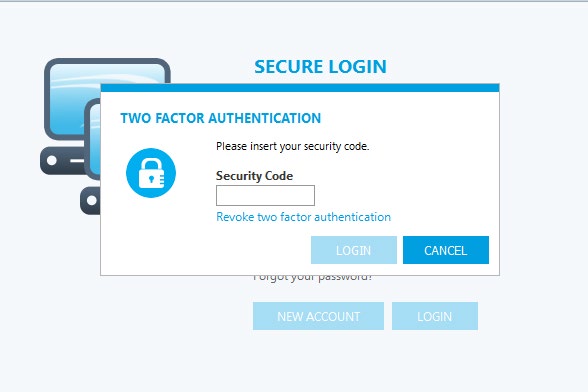 SECURE LOGIN
TWO FACTOR AUTHENTICATION
Please insert your security code.
Security Code
Revoke two factor authentication
LOGIN CANCEL
Forgot your password?
NEW ACCOUNT LOGIN